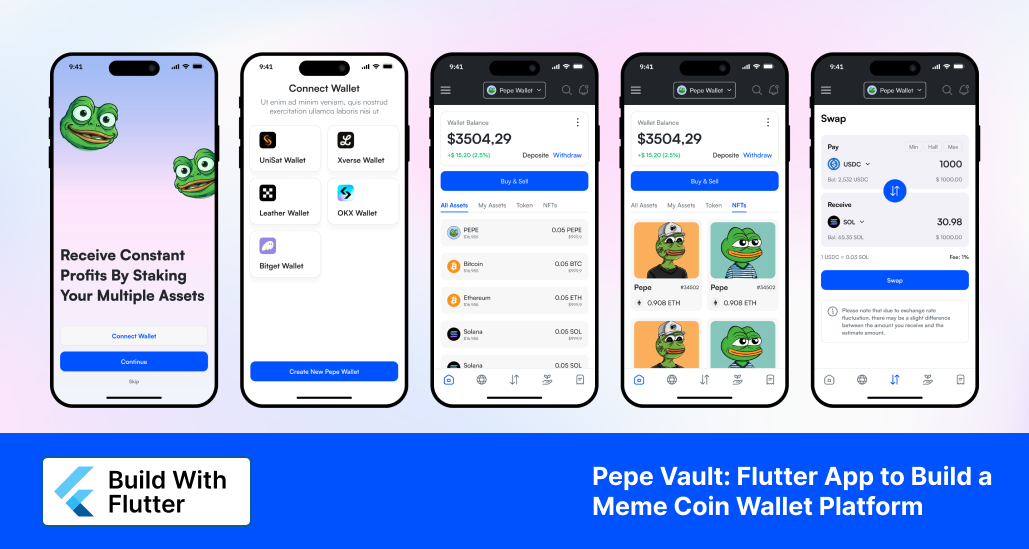 9:41
Receive Constant
Profits By Staking
Your Multiple Assets
Connect Wallet
Continue
Skip
9:41
Connect Wallet
Ut enim ad minim veniam, quis nostrud
exercitation ullamco laboris nisi ut
UniSat Wallet
Xverse Wallet
Leather Wallet
OKX Wallet
Bitget Wallet
Create New Pepe Wallet
9:41
Pepe Wallet
Wallet Balance
$3504,29
+$ 15.20 (2.5%)
Deposite Withdraw
Buy & Sell
All Assets My Assets Token NFTs
PEPE 0.05 PEPE
Bitcoin 0.05 BTC
Ethereum 0.05 ETH
Solana 0.05 SOL
Solana 0.05 SOL
9:41
Pepe Wallet
Wallet Balance
$3504,29
+$ 15.20 (2.5%)
Deposite Withdraw
Buy & Sell
All Assets My Assets Token NFTs
Pepe #34502
0.908 ETH
Pepe #34502
0.908 ETH
9:41
Pepe Wallet
Swap
Pay Min Half Max
USDC 1000
Bal: 2.532 USDC $ 1000.00
Receive
SOL 30.98
Bal: 65.35 SOL $ 1000.00
1 USDC = 0.03 SOL Fee: 1%
Swap
Please note that due to exchange rate
fluctuation, there may be a slight difference
between the amount you receive and the
estimate amount.
Build With
Flutter
Pepe Vault: Flutter App to Build a
Meme Coin Wallet Platform